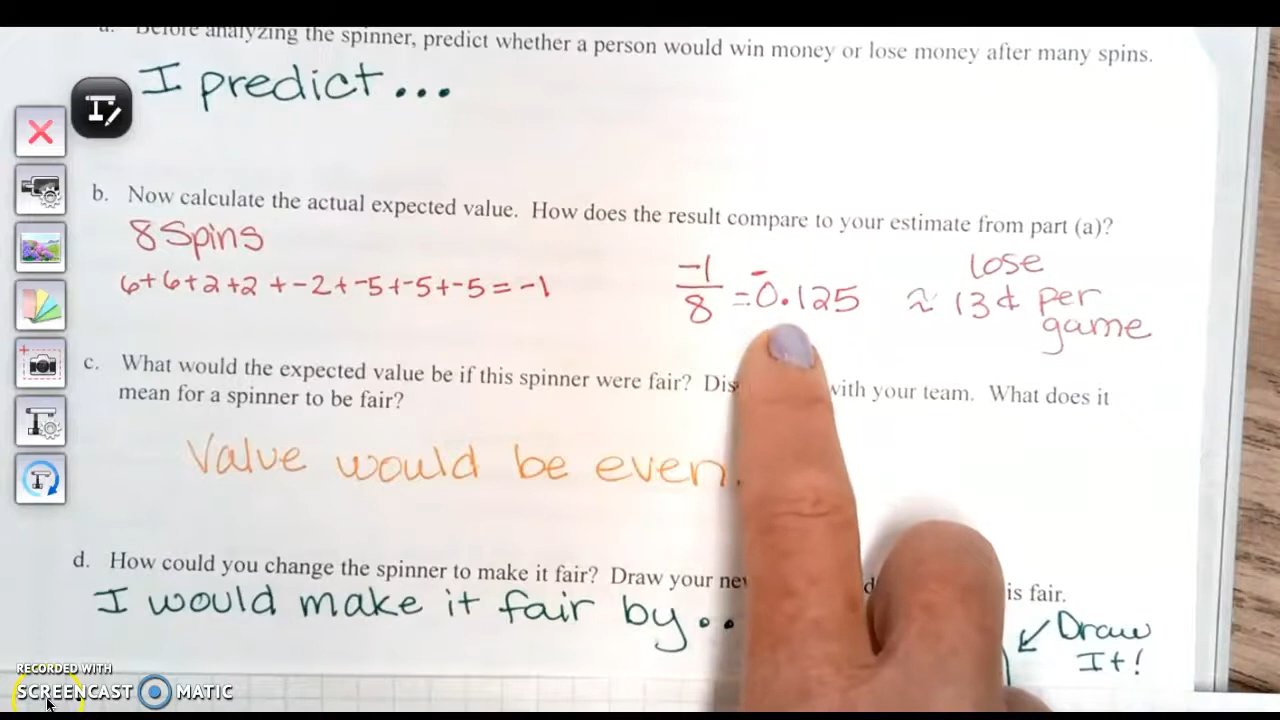 a. Before analyzing the spinner, predict whether a person would win money or lose money after many spins.
I predict...
b. Now calculate the actual expected value. How does the result compare to your estimate from part (a)?
8 Spins
6+6+2+2+-2+-5+-5+-5=-1
-1/8 = -0.125
lose
≈ 13¢ per
game
c. What would the expected value be if this spinner were fair? Dis with your team. What does it
mean for a spinner to be fair?
Value would be even.
d. How could you change the spinner to make it fair? Draw your is fair.
I would make it fair by...
Draw
It!
RECORDED WITH
SCREENCAST MATIC